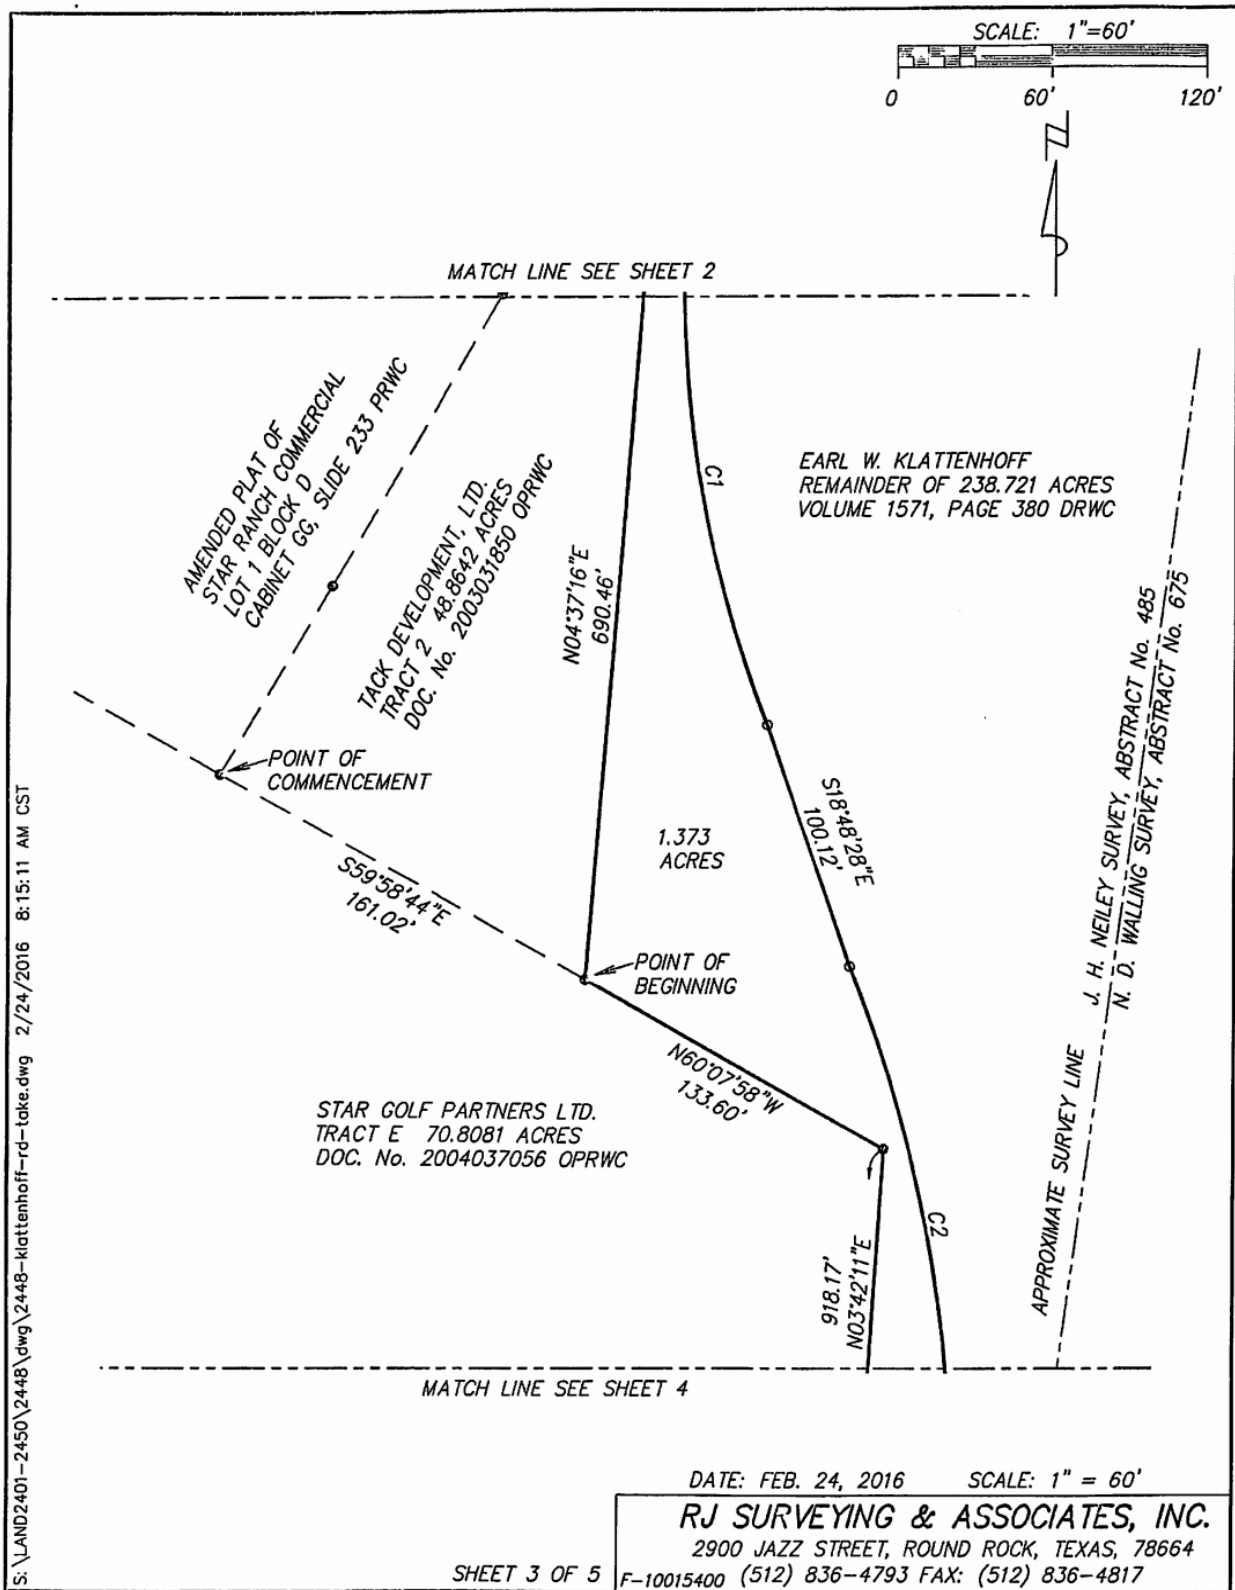 SCALE: 1"=60'
0 60' 120'
MATCH LINE SEE SHEET 2
AMENDED PLAT OF
STAR RANCH COMMERCIAL
LOT 1 BLOCK D
CABINET GG, SLIDE 233 PRWC
TACK DEVELOPMENT, LTD.
TRACT 2 48.8642 ACRES
DOC. No. 2003031850 OPRWC
N04°37'16"E
690.46'
C1
EARL W. KLATTENHOFF
REMAINDER OF 238.721 ACRES
VOLUME 1571, PAGE 380 DRWC
POINT OF
COMMENCEMENT
S59°58'44"E
161.02'
1.373
ACRES
S18°48'28"E
100.12'
J. H. NEILEY SURVEY, ABSTRACT No. 485
N. D. WALLING SURVEY, ABSTRACT No. 675
APPROXIMATE SURVEY LINE
POINT OF
BEGINNING
N60°07'58"W
133.60'
STAR GOLF PARTNERS LTD.
TRACT E 70.8081 ACRES
DOC. No. 2004037056 OPRWC
918.17'
N03°42'11"E
C2
MATCH LINE SEE SHEET 4
S:\LAND2401-2450\2448\dwg\2448-klattenhoff-rd-take.dwg 2/24/2016 8:15:11 AM CST
DATE: FEB. 24, 2016 SCALE: 1" = 60'
RJ SURVEYING & ASSOCIATES, INC.
2900 JAZZ STREET, ROUND ROCK, TEXAS, 78664
SHEET 3 OF 5 F-10015400 (512) 836-4793 FAX: (512) 836-4817